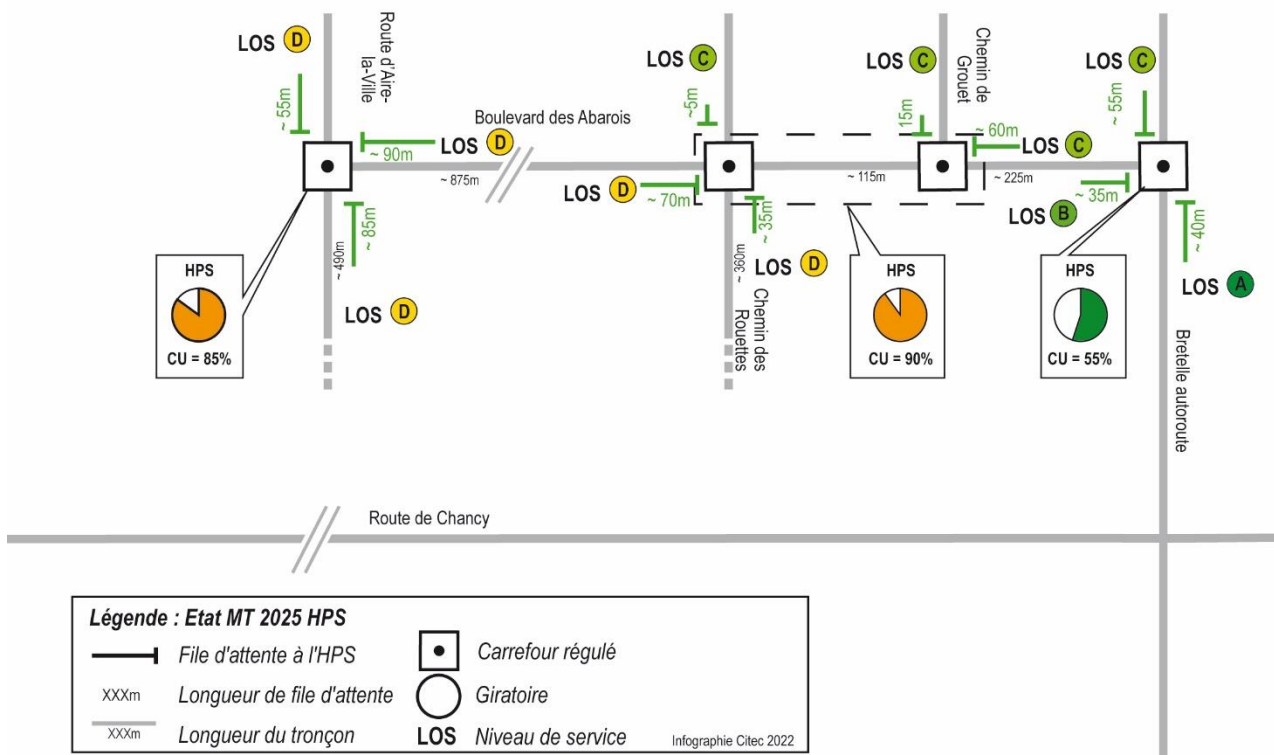 LOS D
~ 55m
Route d'Aire-
la-Ville
~ 90m
LOS D
Boulevard des Abarois
~ 875m
~ 85m
~ 490m
LOS D
HPS
CU = 85%
LOS C
~5m
LOS D
~ 70m
~ 35m
~ 360m
LOS D
Chemin des
Rouettes
~ 115m
LOS C
15m
Chemin de
Grouet
~ 60m
LOS C
~ 225m
HPS
CU = 90%
LOS C
~ 55m
~ 35m
LOS B
~ 40m
LOS A
HPS
CU = 55%
Bretelle autoroute
Route de Chancy
Légende : Etat MT 2025 HPS
File d'attente à l'HPS
Carrefour régulé
XXXm
Longueur de file d'attente
Giratoire
XXXm
Longueur du tronçon
LOS Niveau de service
Infographie Citec 2022